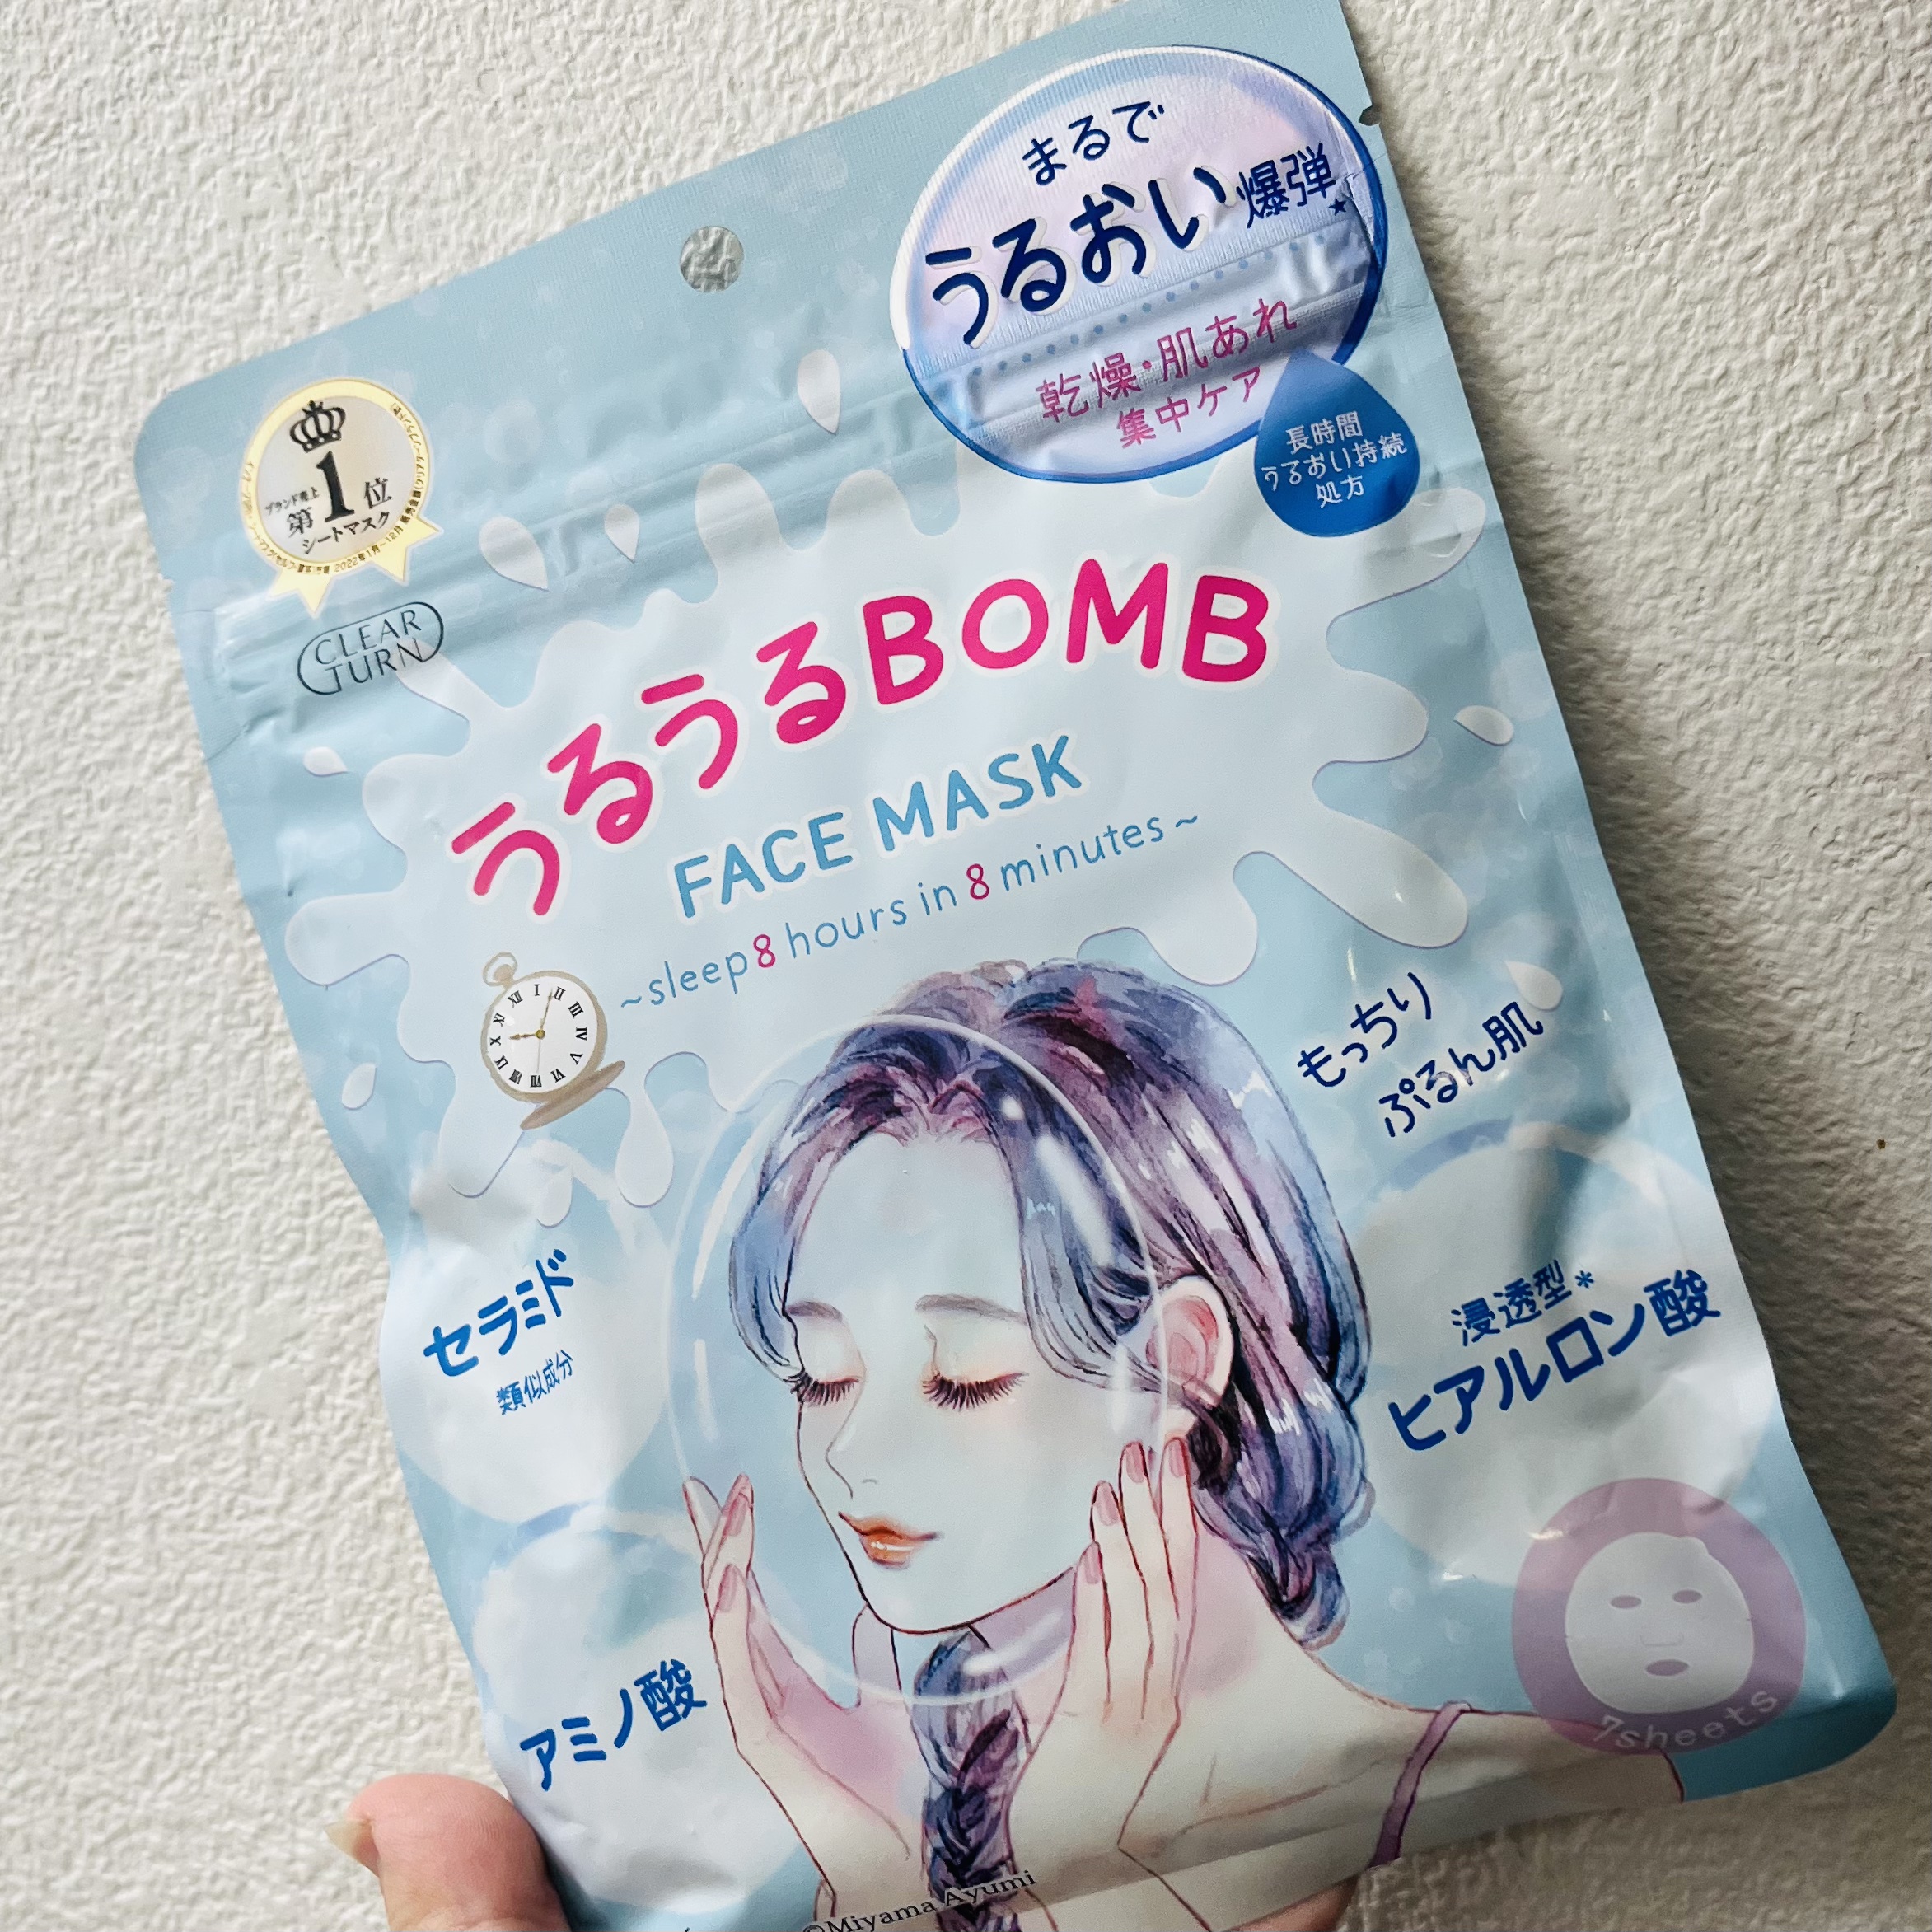 まるで
うるおい爆弾★
乾燥・肌あれ
集中ケア
長時間
うるおい持続
処方
ブランド売上
第1位
シートマスク
CLEAR
TURN
うるうるBOMB
FACE MASK
~sleep 8 hours in 8 minutes~
もっちり
ぷるん肌
セラミド
類似成分
浸透型*
ヒアルロン酸
アミノ酸
7sheets
©Miyama Ayumi